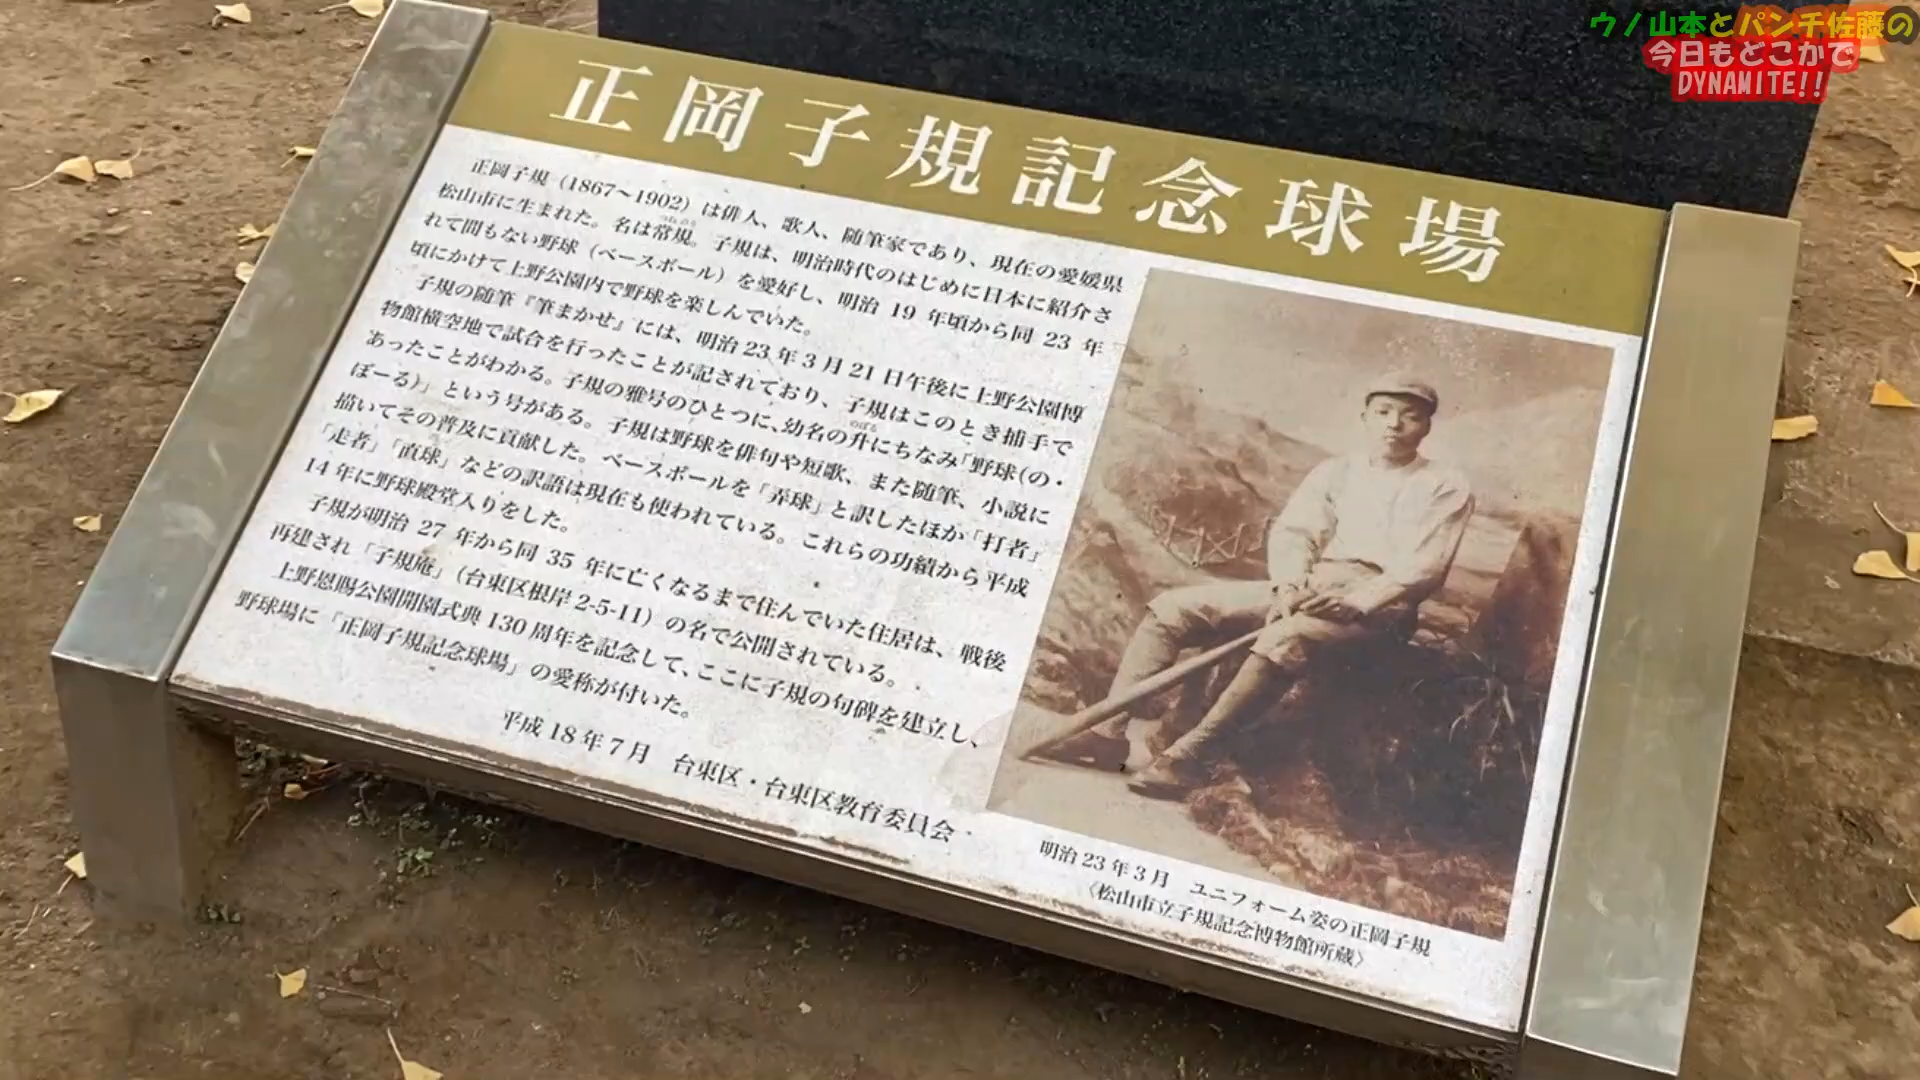 ウノ山本とパンチ佐藤の
今日もどこかで
DYNAMITE!!
正岡子規記念球場
正岡子規（1867～1902）は俳人、歌人、随筆家であり、現在の愛媛県
松山市に生まれた。名は常規。子規は、明治時代のはじめに日本に紹介さ
れて間もない野球（ベースボール）を愛好し、明治 19 年頃から同 23 年
頃にかけて上野公園内で野球を楽しんでいた。
子規の随筆『筆まかせ』には、明治 23 年 3 月 21 日午後に上野公園博
物館横空地で試合を行ったことが記されており、子規はこのとき捕手で
あったことがわかる。子規の雅号のひとつに、幼名の升にちなみ「野球（の・
ぼーる）」という号がある。子規は野球を俳句や短歌、また随筆、小説に
描いてその普及に貢献した。ベースボールを「弄球」と訳したほか「打者」
「走者」「直球」などの訳語は現在も使われている。これらの功績から平成
14 年に野球殿堂入りをした。
子規が明治 27 年から同 35 年に亡くなるまで住んでいた住居は、戦後
再建され「子規庵」（台東区根岸 2-5-11）の名で公開されている。
上野恩賜公園開園式典 130 周年を記念して、ここに子規の句碑を建立し、
野球場に「正岡子規記念球場」の愛称が付いた。
平成 18 年 7 月　台東区・台東区教育委員会
明治 23 年 3 月　ユニフォーム姿の正岡子規
〈松山市立子規記念博物館所蔵〉